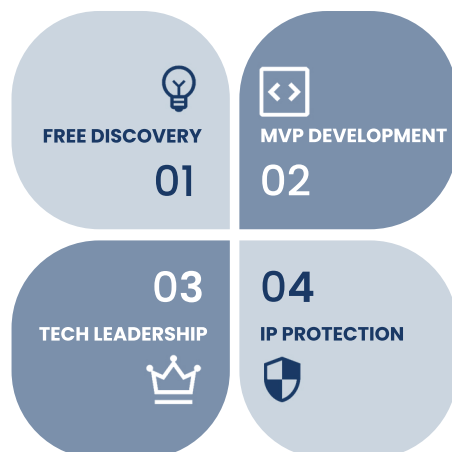 FREE DISCOVERY
01
MVP DEVELOPMENT
02
03
TECH LEADERSHIP
04
IP PROTECTION